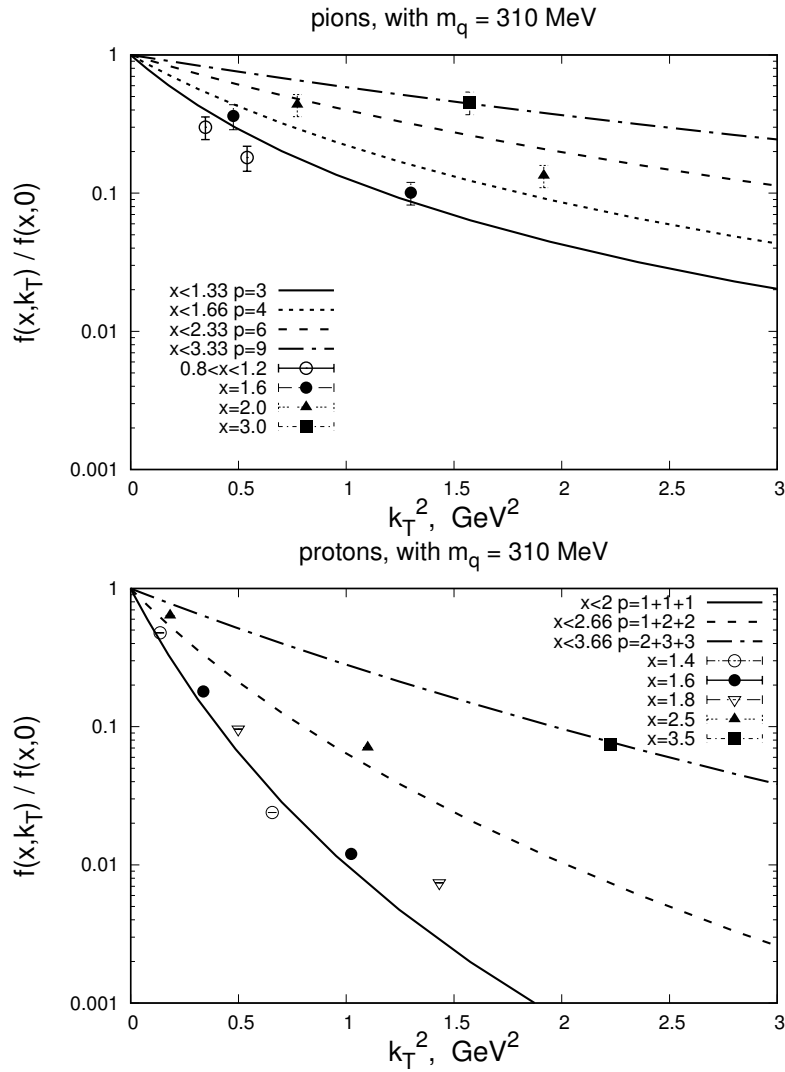 pions, with m_q = 310 MeV
1
0.1
0.01
0.001
f(x,k_T) / f(x,0)
x<1.33 p=3
x<1.66 p=4
x<2.33 p=6
x<3.33 p=9
0.8<x<1.2
x=1.6
x=2.0
x=3.0
0 0.5 1 1.5 2 2.5 3
k_T^2, GeV^2
protons, with m_q = 310 MeV
1
0.1
0.01
0.001
f(x,k_T) / f(x,0)
x<2 p=1+1+1
x<2.66 p=1+2+2
x<3.66 p=2+3+3
x=1.4
x=1.6
x=1.8
x=2.5
x=3.5
0 0.5 1 1.5 2 2.5 3
k_T^2, GeV^2